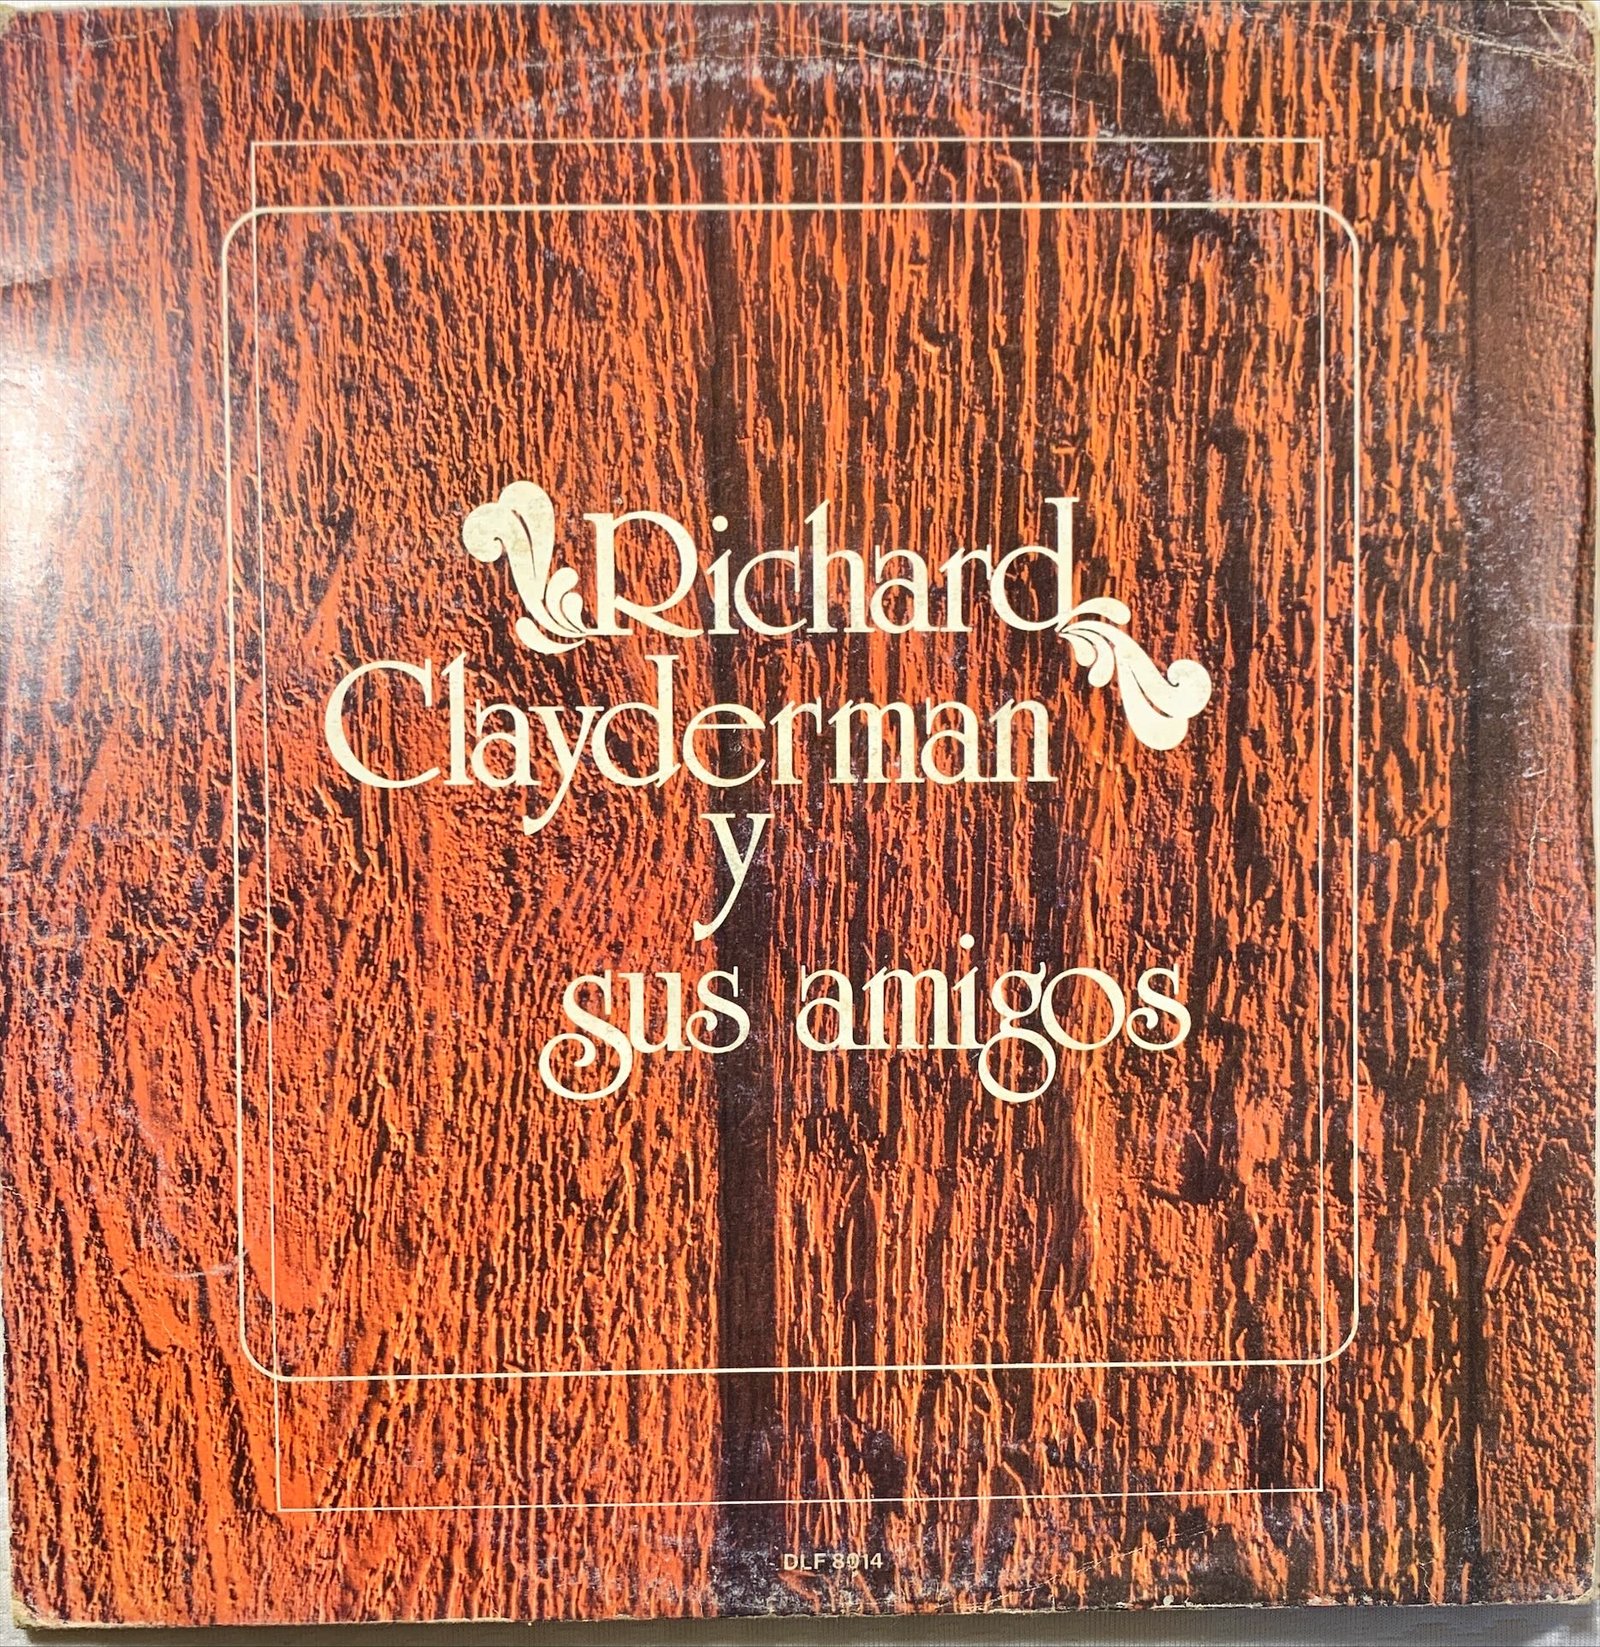 Richard
Clayderman
y
sus amigos
DLF 8014